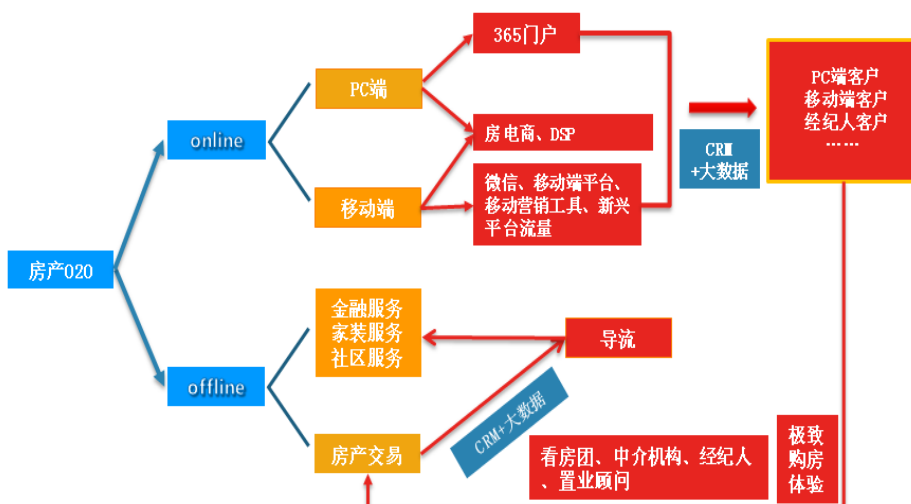 365门户
PC端
PC端客户
移动端客户
经纪人客户
……
online
房电商、DSP
CRM
+大数据
微信、移动端平台、
移动营销工具、新兴
平台流量
移动端
房产O2O
金融服务
家装服务
社区服务
导流
offline
CRM+大数据
房产交易
看房团、中介机构、经纪人
、置业顾问
极致
购房
体验